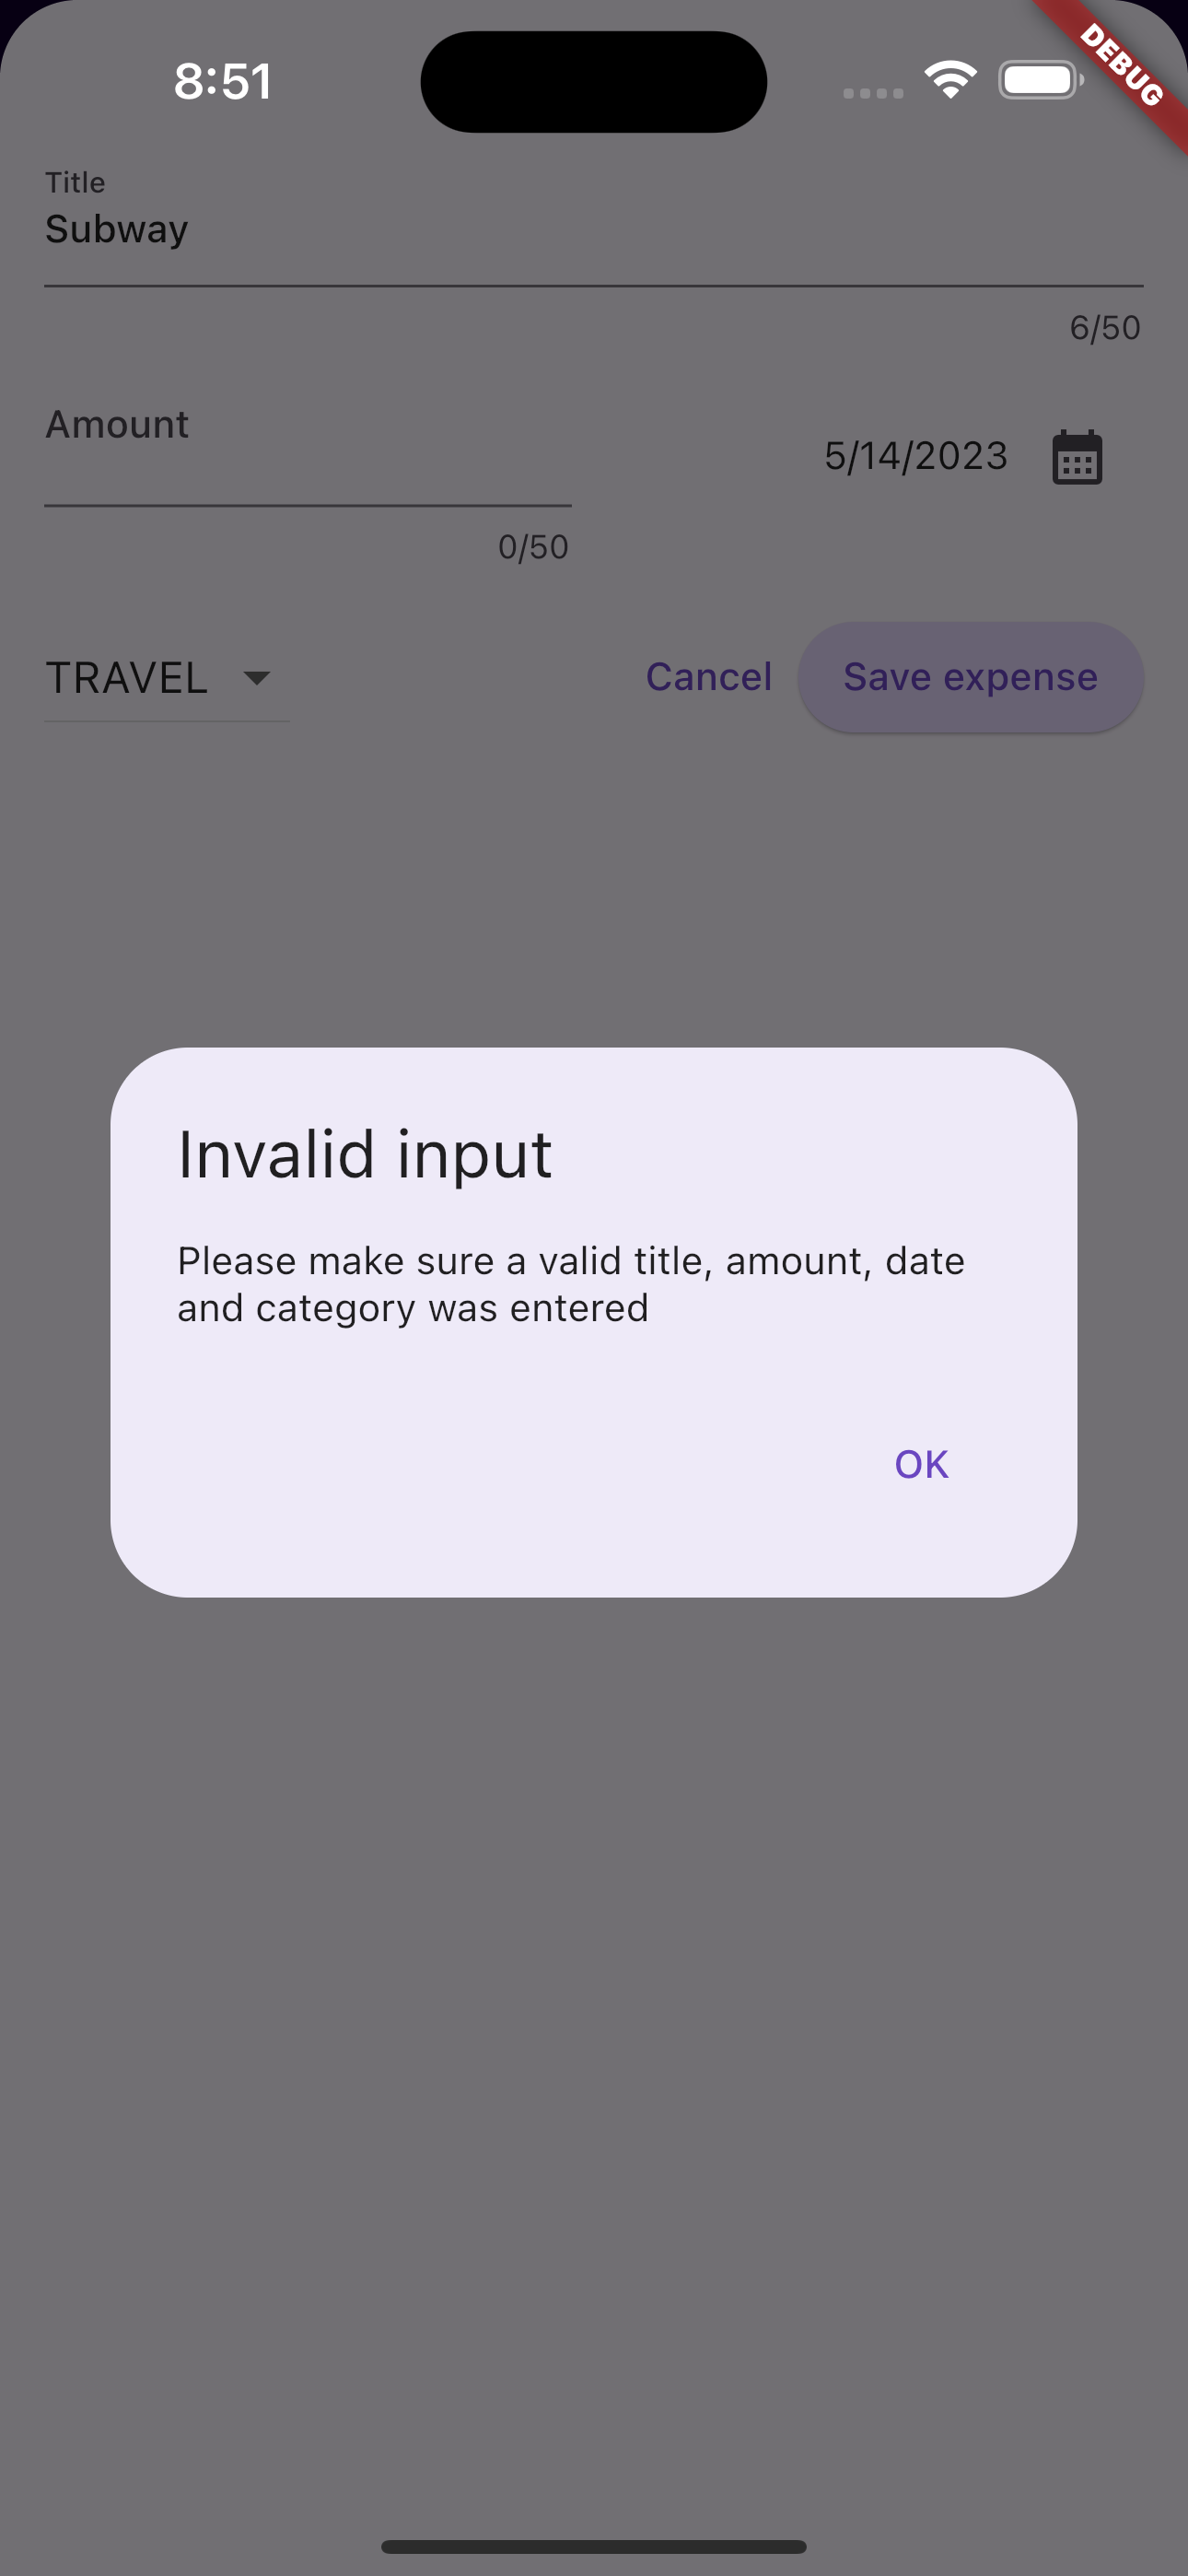 8:51
DEBUG
Title
Subway
6/50
Amount
5/14/2023
0/50
TRAVEL
Cancel
Save expense
Invalid input
Please make sure a valid title, amount, date
and category was entered
OK